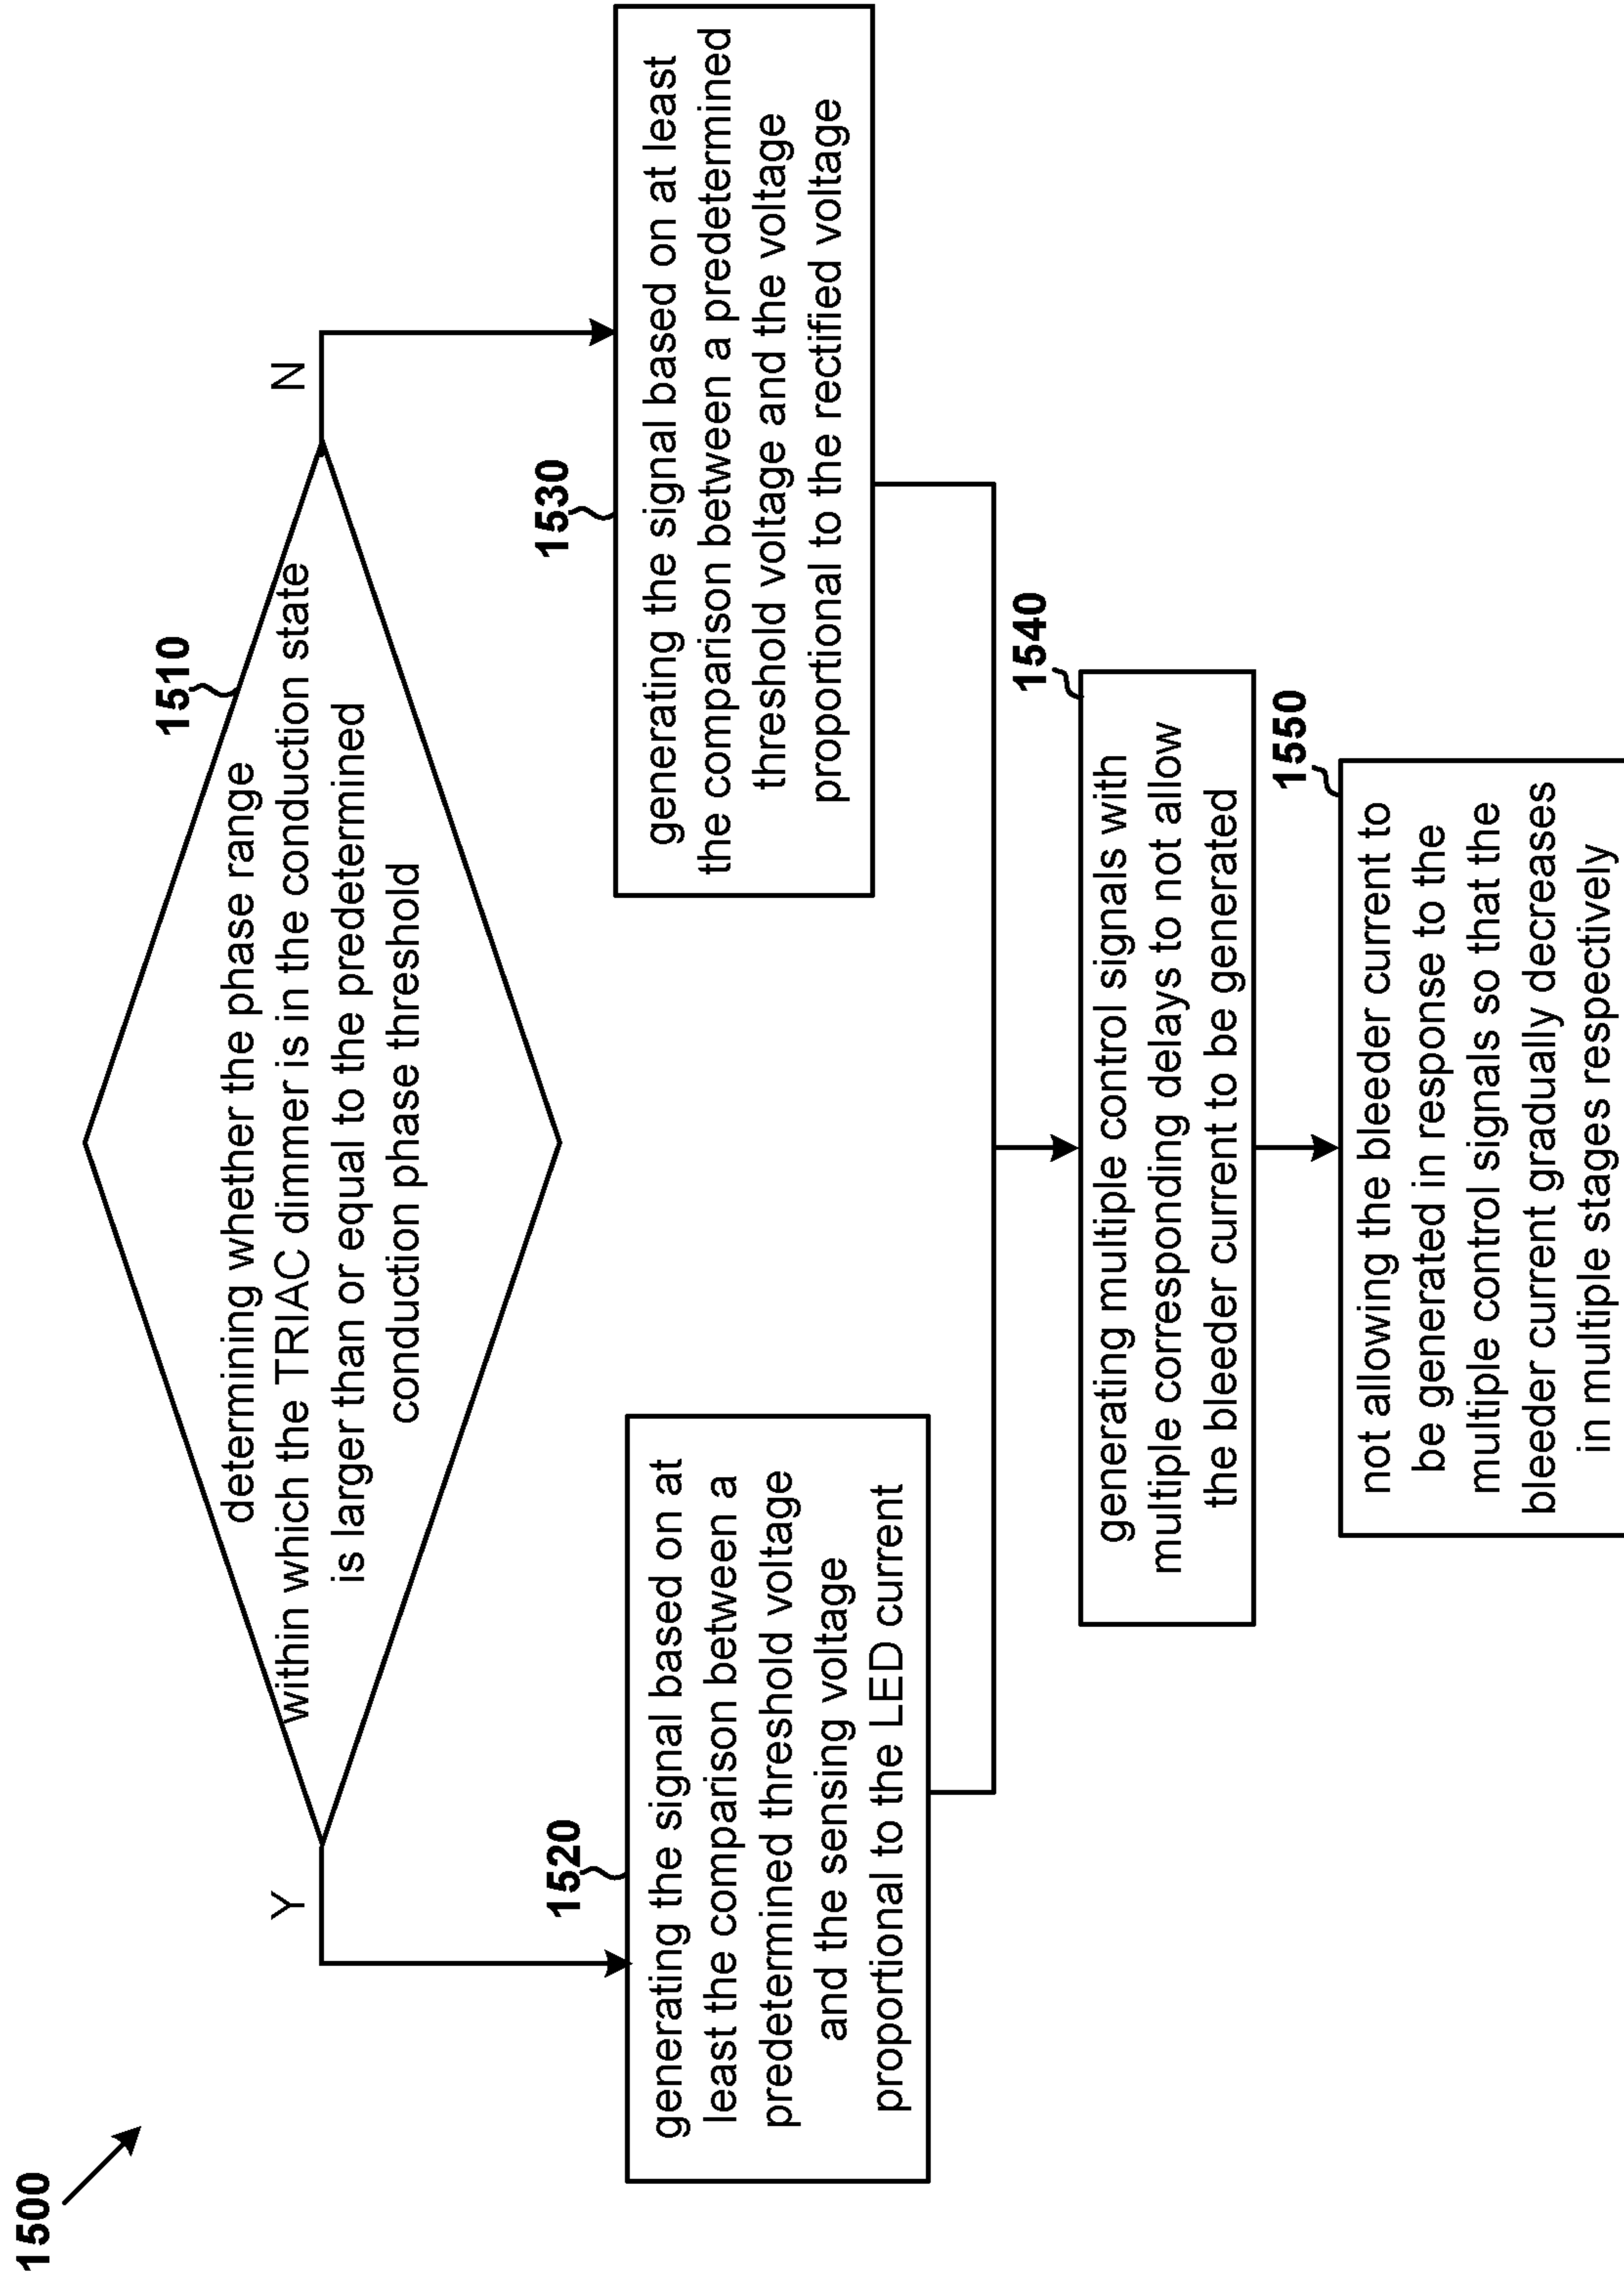 1500
1510
determining whether the phase range
within which the TRIAC dimmer is in the conduction state
is larger than or equal to the predetermined
conduction phase threshold
Y
N
1520
generating the signal based on at
least the comparison between a
predetermined threshold voltage
and the sensing voltage
proportional to the LED current
1530
generating the signal based on at least
the comparison between a predetermined
threshold voltage and the voltage
proportional to the rectified voltage
1540
generating multiple control signals with
multiple corresponding delays to not allow
the bleeder current to be generated
1550
not allowing the bleeder current to
be generated in response to the
multiple control signals so that the
bleeder current gradually decreases
in multiple stages respectively